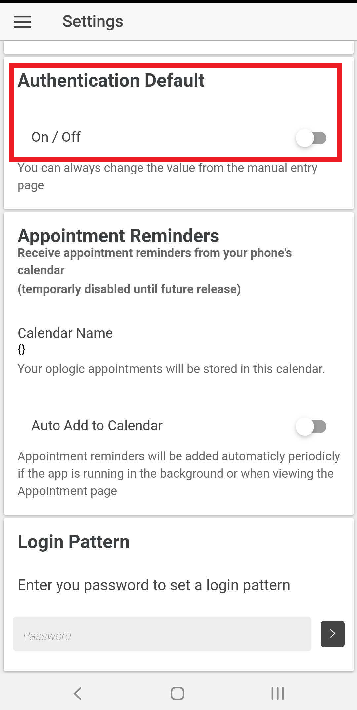 Settings
Authentication Default
On / Off
You can always change the value from the manual entry
page
Appointment Reminders
Receive appointment reminders from your phone's
calendar
(temporarly disabled until future release)
Calendar Name
{}
Your oplogic appointments will be stored in this calendar.
Auto Add to Calendar
Appointment reminders will be added automaticly periodicly
if the app is running in the background or when viewing the
Appointment page
Login Pattern
Enter you password to set a login pattern
Password